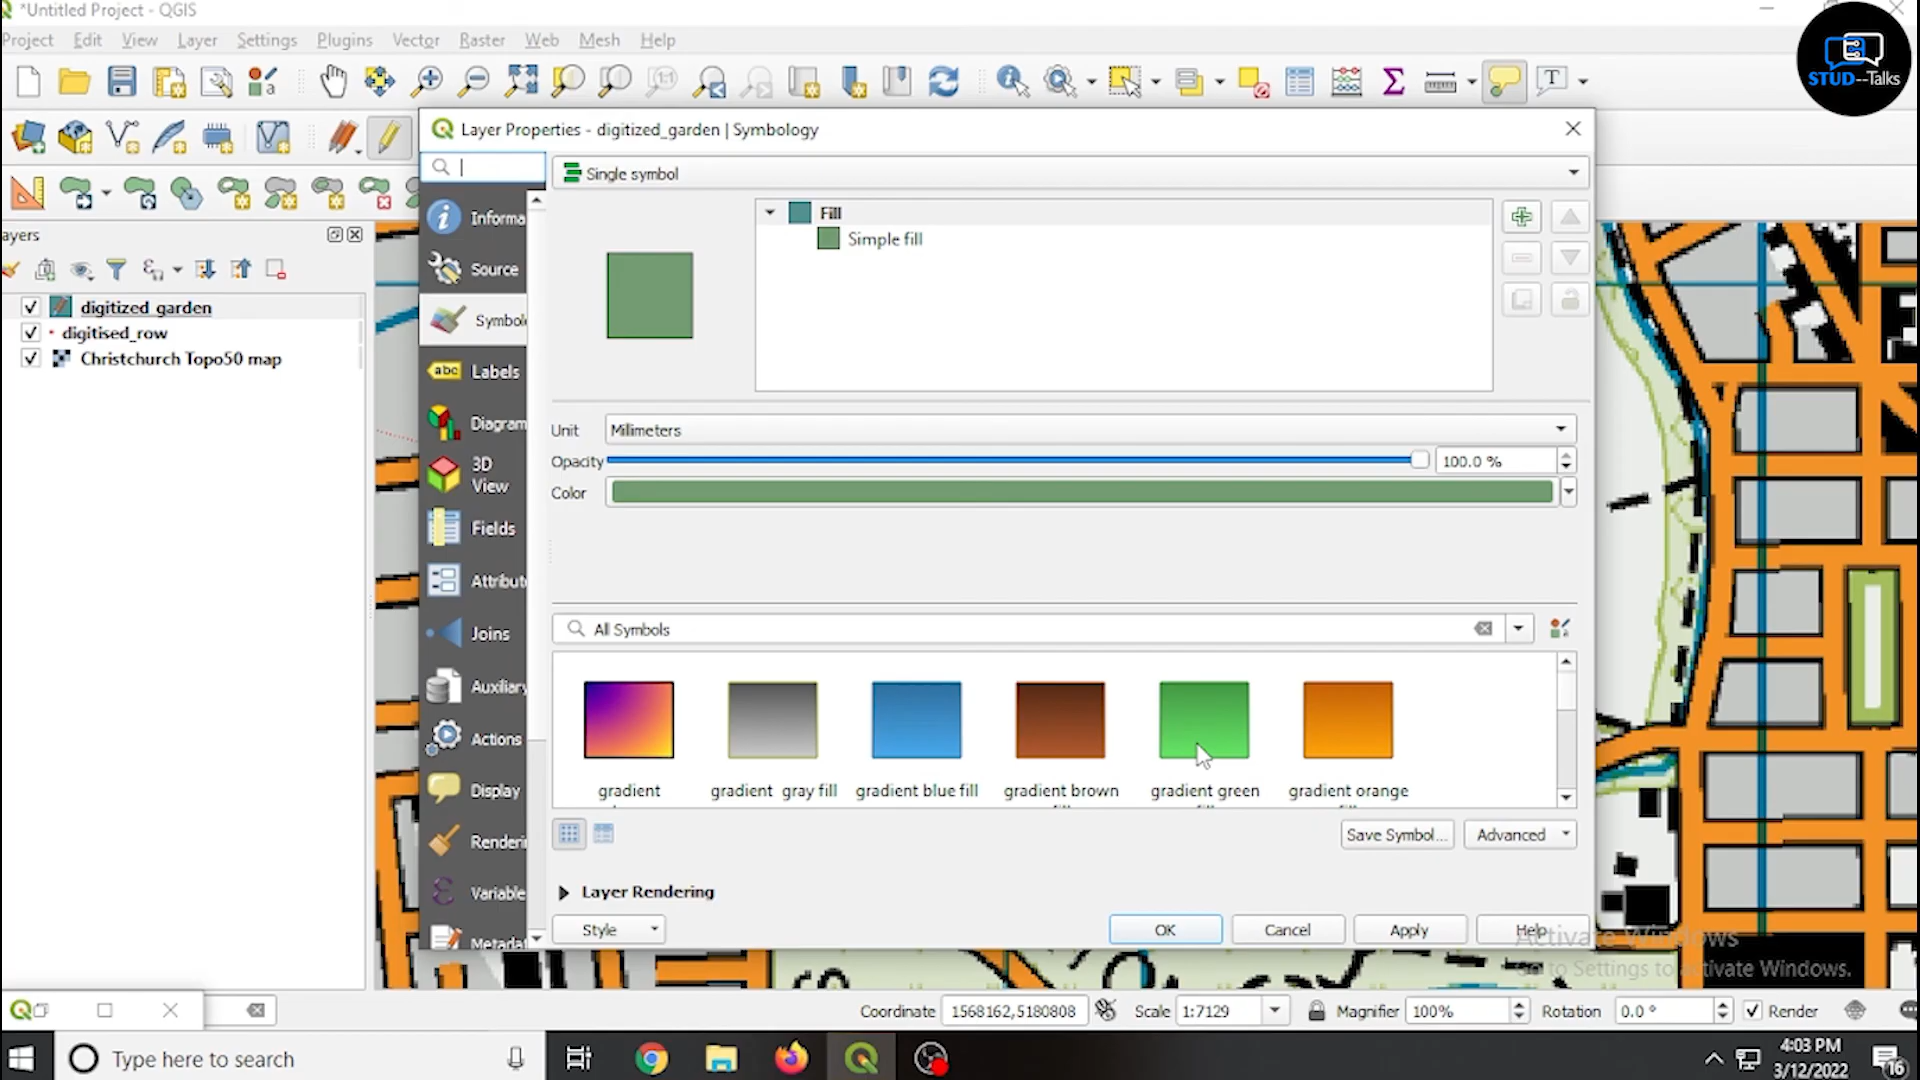 *Untitled Project - QGIS
Project Edit View Layer Settings Plugins Vector Raster Web Mesh Help
STUD--Talks
Layer Properties - digitized_garden | Symbology
Single symbol
Informa
Fill
Simple fill
ayers
Source
digitized_garden
Symbol
digitised_row
Christchurch Topo50 map
abc Labels
Diagram
Unit Millimeters
Opacity 100.0 %
3D
View
Color
Fields
Attribut
Joins
All Symbols
Auxiliary
Actions
Display
gradient gradient gray fill gradient blue fill gradient brown gradient green gradient orange
Renderi
Save Symbol... Advanced
Variable
Layer Rendering
Metadat
Style OK Cancel Apply Help
Activate Windows
Go to Settings to activate Windows.
Coordinate 1568162,5180808 Scale 1:7129 Magnifier 100% Rotation 0.0 ° Render
Type here to search
4:03 PM
3/12/2022
16